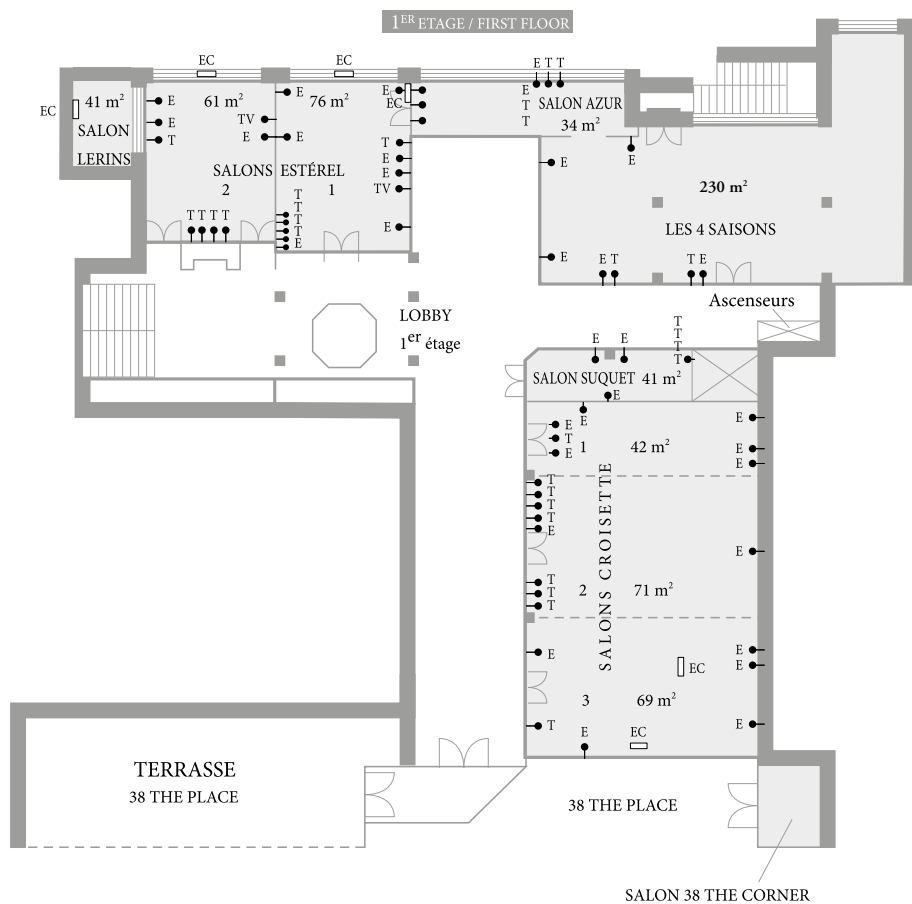 1ER ETAGE / FIRST FLOOR
EC
EC
E T T
EC
41 m²
E
61 m²
E
76 m²
E
E
SALON AZUR
EC
T
34 m²
T
SALON
E
TV
LERINS
T
E
E
T
E
E
E
SALONS ESTÉREL
E
230 m²
2
1
TV
T
T
T T T T
T
T
E
E
LES 4 SAISONS
E
E T
T E
Ascenseurs
LOBBY
1er étage
T
T
T
T
E
E
SALON SUQUET 41 m²
E
E
E
E
T
E
1
42 m²
E
E
T
T
T
T
E
SALONS CROISETTE
E
T
T
T
2
71 m²
E
E
E
EC
3
69 m²
T
E
EC
E
TERRASSE
38 THE PLACE
38 THE PLACE
SALON 38 THE CORNER